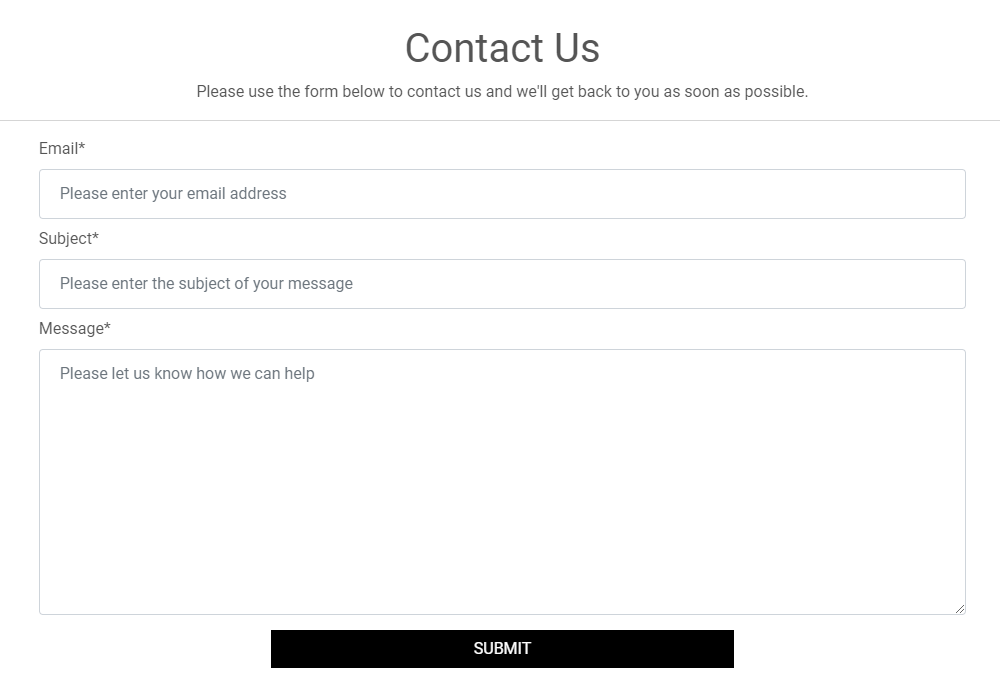 Contact Us
Please use the form below to contact us and we'll get back to you as soon as possible.
Email*
Please enter your email address
Subject*
Please enter the subject of your message
Message*
Please let us know how we can help
SUBMIT